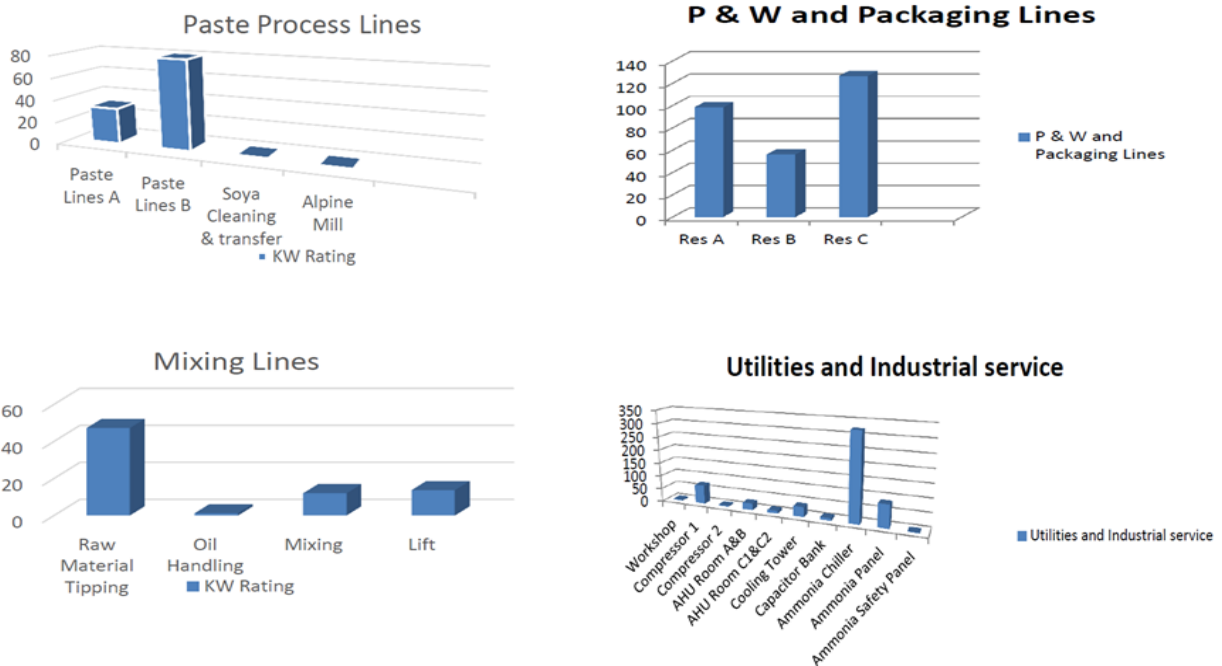 Paste Process Lines
80
60
40
20
0
Paste
Lines A
Paste
Lines B
Soya
Cleaning
& transfer
Alpine
Mill
KW Rating
P & W and Packaging Lines
140
120
100
80
60
40
20
0
Res A
Res B
Res C
P & W and
Packaging Lines
Mixing Lines
60
40
20
0
Raw
Material
Tipping
Oil
Handling
Mixing
Lift
KW Rating
Utilities and Industrial service
350
300
250
200
150
100
50
0
Workshop
Compressor 1
Compressor 2
AHU Room A&B
AHU Room C1&C2
Cooling Tower
Capacitor Bank
Ammonia Chiller
Ammonia Panel
Ammonia Safety Panel
Utilities and Industrial service